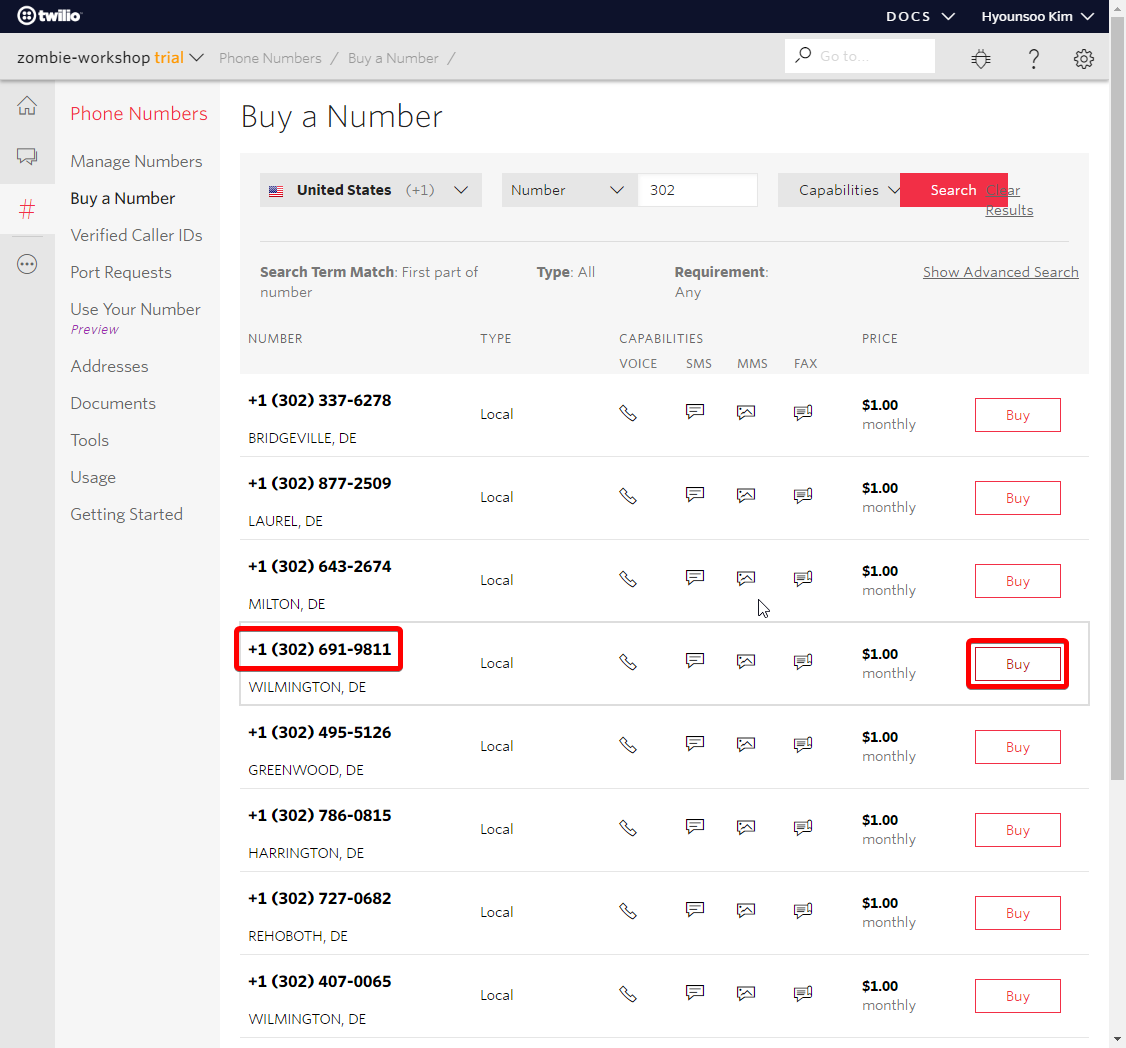 twilio
DOCS
Hyounsoo Kim
zombie-workshop trial
Phone Numbers / Buy a Number /
Go to...
Phone Numbers
Manage Numbers
Buy a Number
Verified Caller IDs
Port Requests
Use Your Number
Preview
Addresses
Documents
Tools
Usage
Getting Started
Buy a Number
United States (+1)
Number
302
Capabilities
Search
Clear
Results
Search Term Match: First part of
number
Type: All
Requirement:
Any
Show Advanced Search
NUMBER TYPE CAPABILITIES PRICE
VOICE SMS MMS FAX
+1 (302) 337-6278
BRIDGEVILLE, DE
Local
$1.00
monthly
Buy
+1 (302) 877-2509
LAUREL, DE
Local
$1.00
monthly
Buy
+1 (302) 643-2674
MILTON, DE
Local
$1.00
monthly
Buy
+1 (302) 691-9811
WILMINGTON, DE
Local
$1.00
monthly
Buy
+1 (302) 495-5126
GREENWOOD, DE
Local
$1.00
monthly
Buy
+1 (302) 786-0815
HARRINGTON, DE
Local
$1.00
monthly
Buy
+1 (302) 727-0682
REHOBOTH, DE
Local
$1.00
monthly
Buy
+1 (302) 407-0065
WILMINGTON, DE
Local
$1.00
monthly
Buy